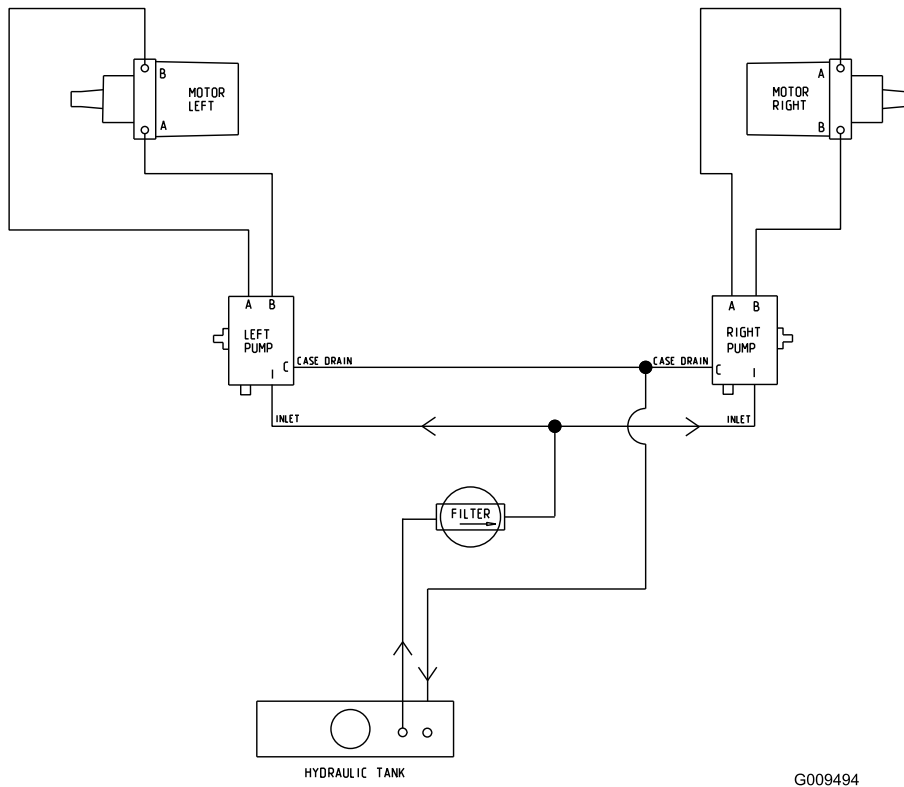 B
MOTOR
LEFT
A
A
MOTOR
RIGHT
B
A B
LEFT
PUMP
C
I
CASE DRAIN
INLET
CASE DRAIN
A B
RIGHT
PUMP
C
I
INLET
FILTER
HYDRAULIC TANK
G009494